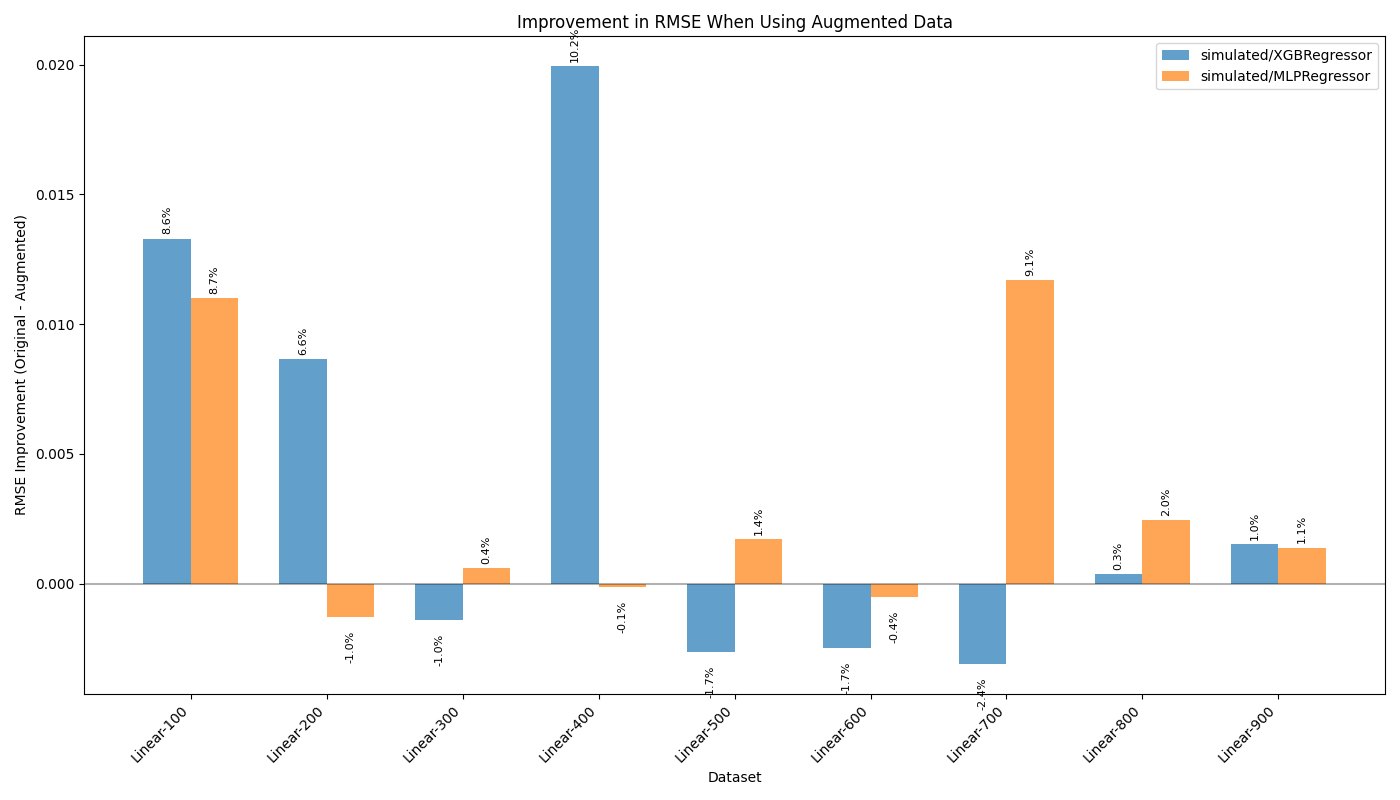 Improvement in RMSE When Using Augmented Data
simulated/XGBRegressor
simulated/MLPRegressor
RMSE Improvement (Original - Augmented)
0.020
0.015
0.010
0.005
0.000
8.6%
8.7%
6.6%
-1.0%
-1.0%
0.4%
10.2%
-0.1%
-1.7%
1.4%
-1.7%
-0.4%
-2.4%
9.1%
0.3%
2.0%
1.0%
1.1%
Linear-100
Linear-200
Linear-300
Linear-400
Linear-500
Linear-600
Linear-700
Linear-800
Linear-900
Dataset